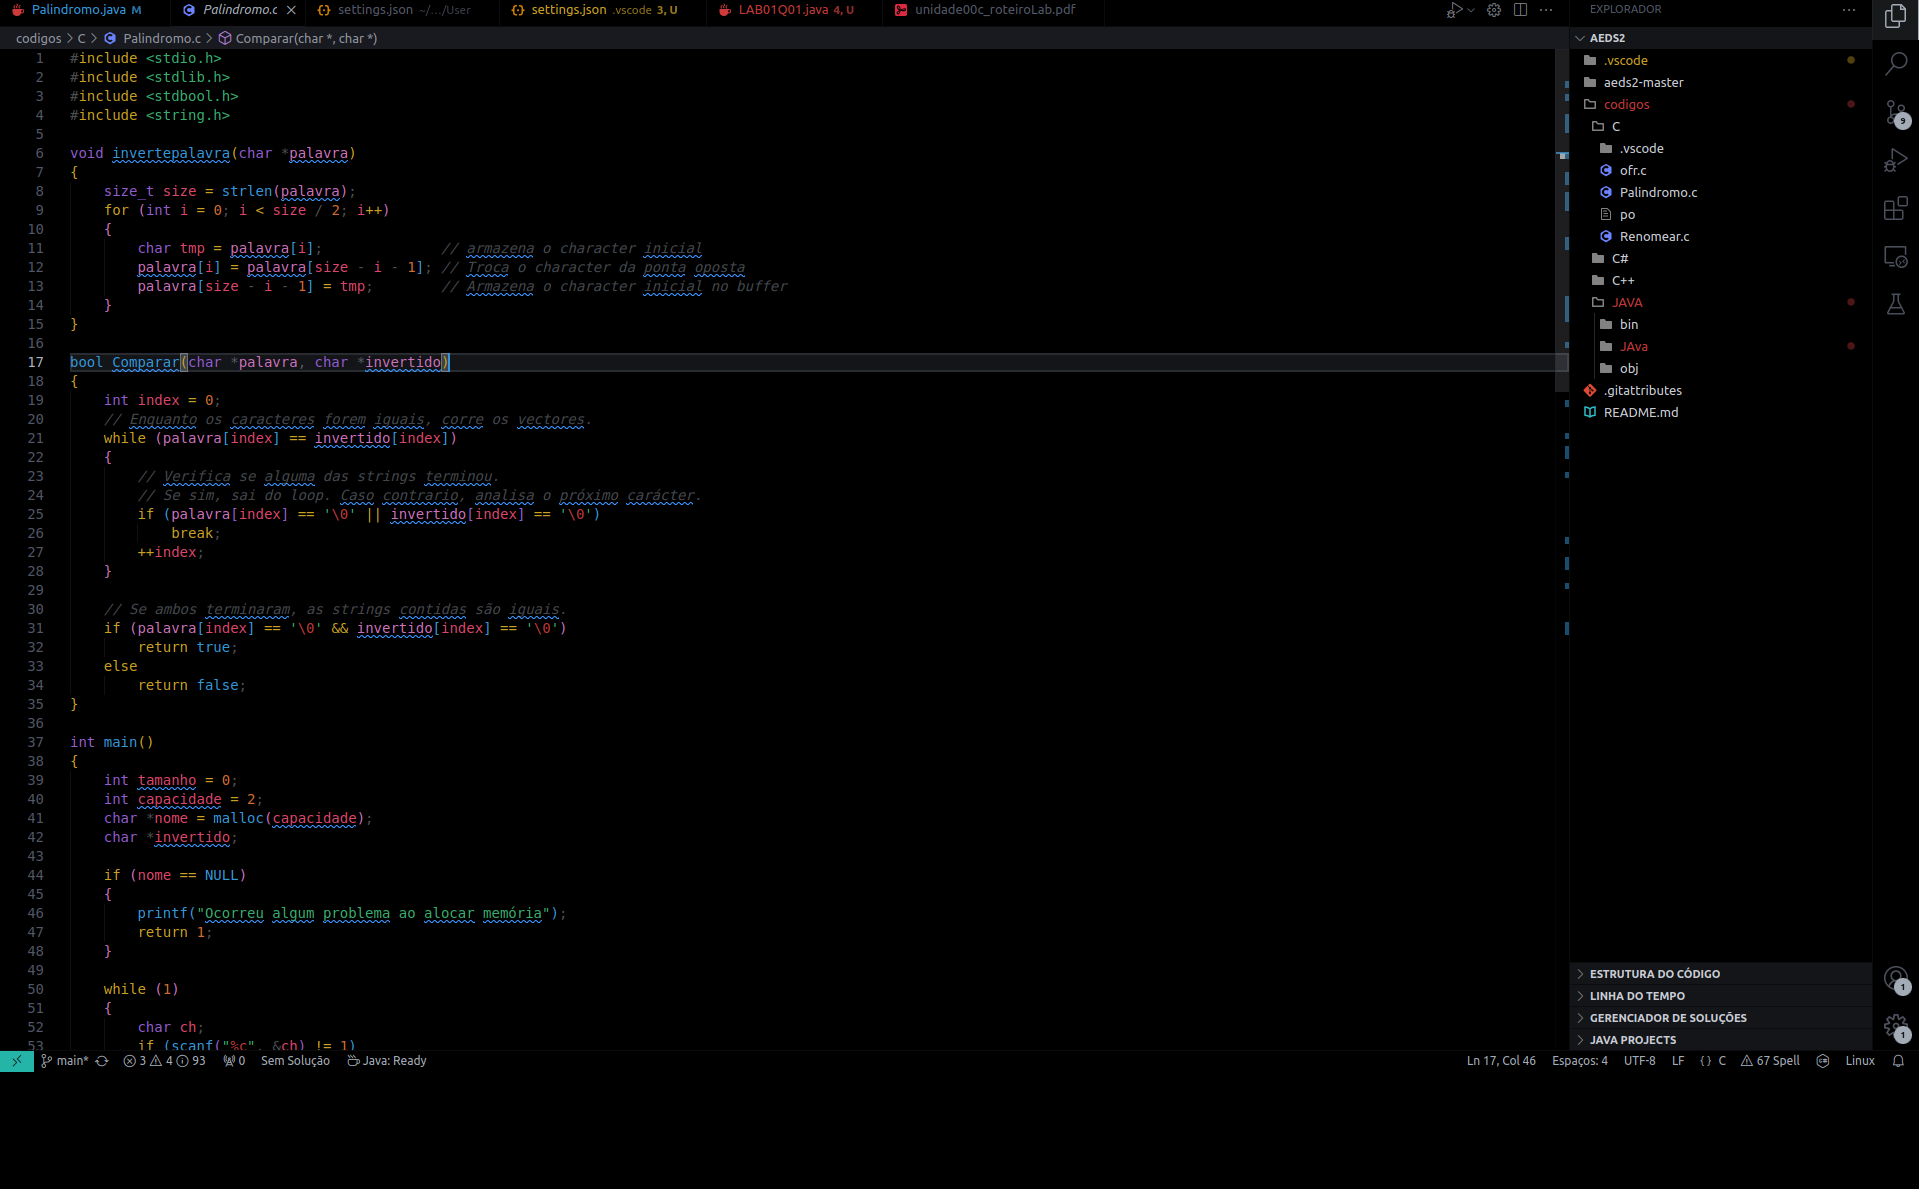 Palindromo.java M
Palindromo.c
settings.json ~/.../User
settings.json .vscode 3, U
LAB01Q01.java 4, U
unidade00c_roteiroLab.pdf
codigos > C > Palindromo.c > Comparar(char *, char *)
1 #include <stdio.h>
2 #include <stdlib.h>
3 #include <stdbool.h>
4 #include <string.h>
5
6 void invertepalavra(char *palavra)
7 {
8     size_t size = strlen(palavra);
9     for (int i = 0; i < size / 2; i++)
10     {
11         char tmp = palavra[i];              // armazena o character inicial
12         palavra[i] = palavra[size - i - 1]; // Troca o character da ponta oposta
13         palavra[size - i - 1] = tmp;        // Armazena o character inicial no buffer
14     }
15 }
16
17 bool Comparar(char *palavra, char *invertido)
18 {
19     int index = 0;
20     // Enquanto os caracteres forem iguais, corre os vectores.
21     while (palavra[index] == invertido[index])
22     {
23         // Verifica se alguma das strings terminou.
24         // Se sim, sai do loop. Caso contrario, analisa o próximo carácter.
25         if (palavra[index] == '\0' || invertido[index] == '\0')
26             break;
27         ++index;
28     }
29
30     // Se ambos terminaram, as strings contidas são iguais.
31     if (palavra[index] == '\0' && invertido[index] == '\0')
32         return true;
33     else
34         return false;
35 }
36
37 int main()
38 {
39     int tamanho = 0;
40     int capacidade = 2;
41     char *nome = malloc(capacidade);
42     char *invertido;
43
44     if (nome == NULL)
45     {
46         printf("Ocorreu algum problema ao alocar memória");
47         return 1;
48     }
49
50     while (1)
51     {
52         char ch;
53         if (scanf("%c", &ch) != 1)
EXPLORADOR
AEDS2
.vscode
aeds2-master
codigos
C
.vscode
ofr.c
Palindromo.c
po
Renomear.c
C#
C++
JAVA
bin
JAva
obj
.gitattributes
README.md
ESTRUTURA DO CÓDIGO
LINHA DO TEMPO
GERENCIADOR DE SOLUÇÕES
JAVA PROJECTS
9
1
1
main* 3 4 93 0 Sem Solução Java: Ready
Ln 17, Col 46 Espaços: 4 UTF-8 LF {} C 67 Spell Linux